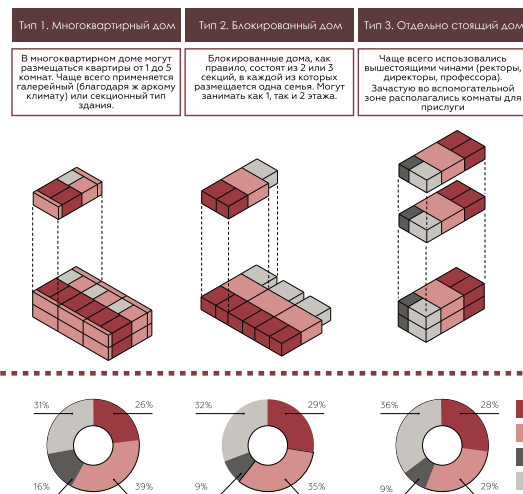 Тип 1. Многоквартирный дом
Тип 2. Блокированный дом
Тип 3. Отдельно стоящий дом
В многоквартирном доме могут
размещаться квартиры от 1 до 5
комнат. Чаще всего применяется
галерейный (благодаря ж аркому
климату) или секционный тип
здания.
Блокированные дома, как
правило, состоят из 2 или 3
секций, в каждой из которых
размещается одна семья. Могут
занимать как 1, так и 2 этажа.
Чаще всего испоьзовались
вышестоящими чинами (ректоры,
директоры, профессора).
Зачастую во вспомогательной
зоне располагались комнаты для
прислуги
31%
26%
16%
39%
32%
29%
9%
35%
36%
28%
9%
29%